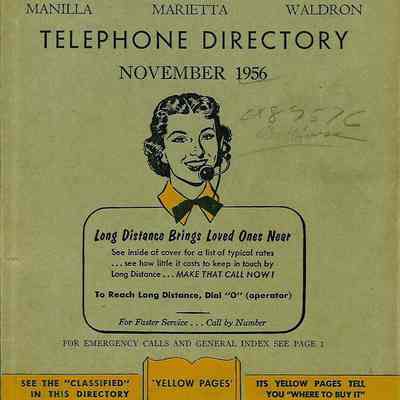 MANILLA MARIETTA WALDRON
TELEPHONE DIRECTORY
NOVEMBER 1956
Long Distance Brings Loved Ones Near
See inside of cover for a list of typical rates
... see how little it costs to keep in touch by
Long Distance ... MAKE THAT CALL NOW!
To Reach Long Distance, Dial "O" (operator)
For Faster Service ... Call by Number
FOR EMERGENCY CALLS AND GENERAL INDEX SEE PAGE 1
SEE THE "CLASSIFIED"
IN THIS DIRECTORY
'YELLOW PAGES'
ITS YELLOW PAGES TELL
YOU "WHERE TO BUY IT"